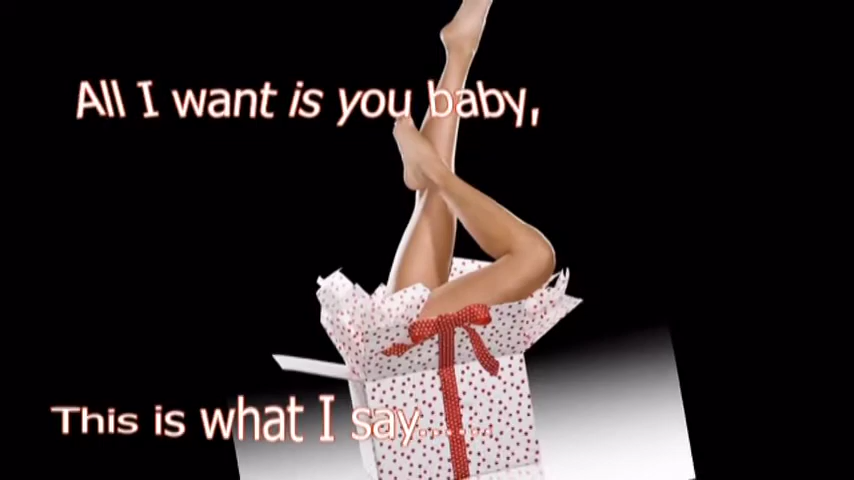 All I want is you baby,
This is what I say.......